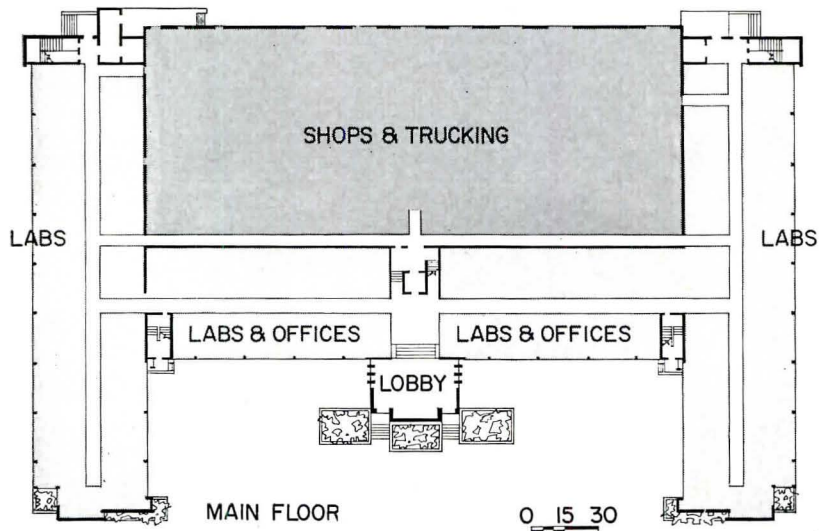 SHOPS & TRUCKING
LABS
LABS
LABS & OFFICES
LABS & OFFICES
LOBBY
MAIN FLOOR
0 15 30